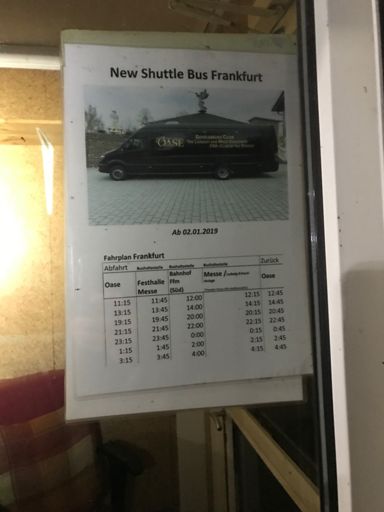 New Shuttle Bus Frankfurt
OASE
Ab 02.01.2019
Fahrplan Frankfurt
Abfahrt Bushaltestelle Bushaltestelle Bushaltestelle Zurück
Oase Festhalle Messe Bahnhof Ffm (Süd) Messe / Oase
11:15 11:45 12:00 12:15 12:45
13:15 13:45 14:00 14:15 14:45
19:15 19:45 20:00 20:15 20:45
21:15 21:45 22:00 22:15 22:45
23:15 23:45 0:00 0:15 0:45
1:15 1:45 2:00 2:15 2:45
3:15 3:45 4:00 4:15 4:45